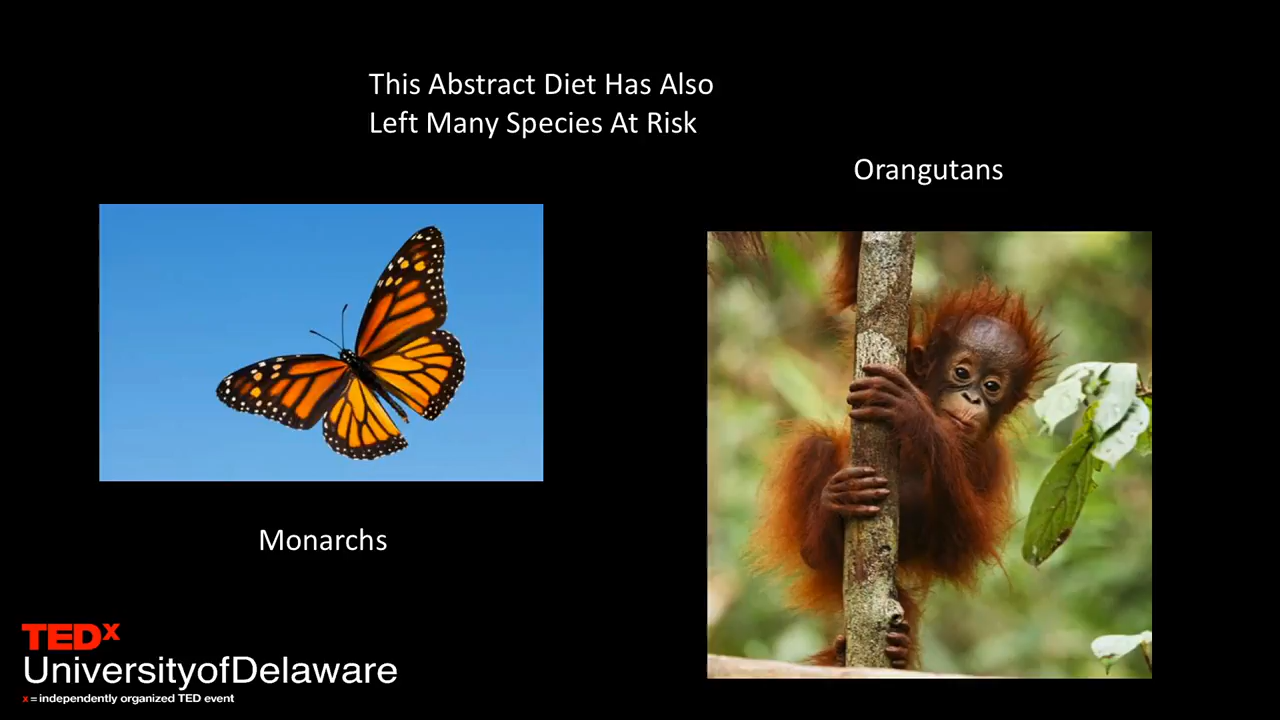 This Abstract Diet Has Also
Left Many Species At Risk
Orangutans
Monarchs
TEDx
UniversityofDelaware
x = independently organized TED event